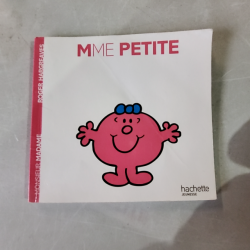 MME PETITE
ROGER HARGREAVES
MONSIEUR MADAME
hachette
JEUNESSE